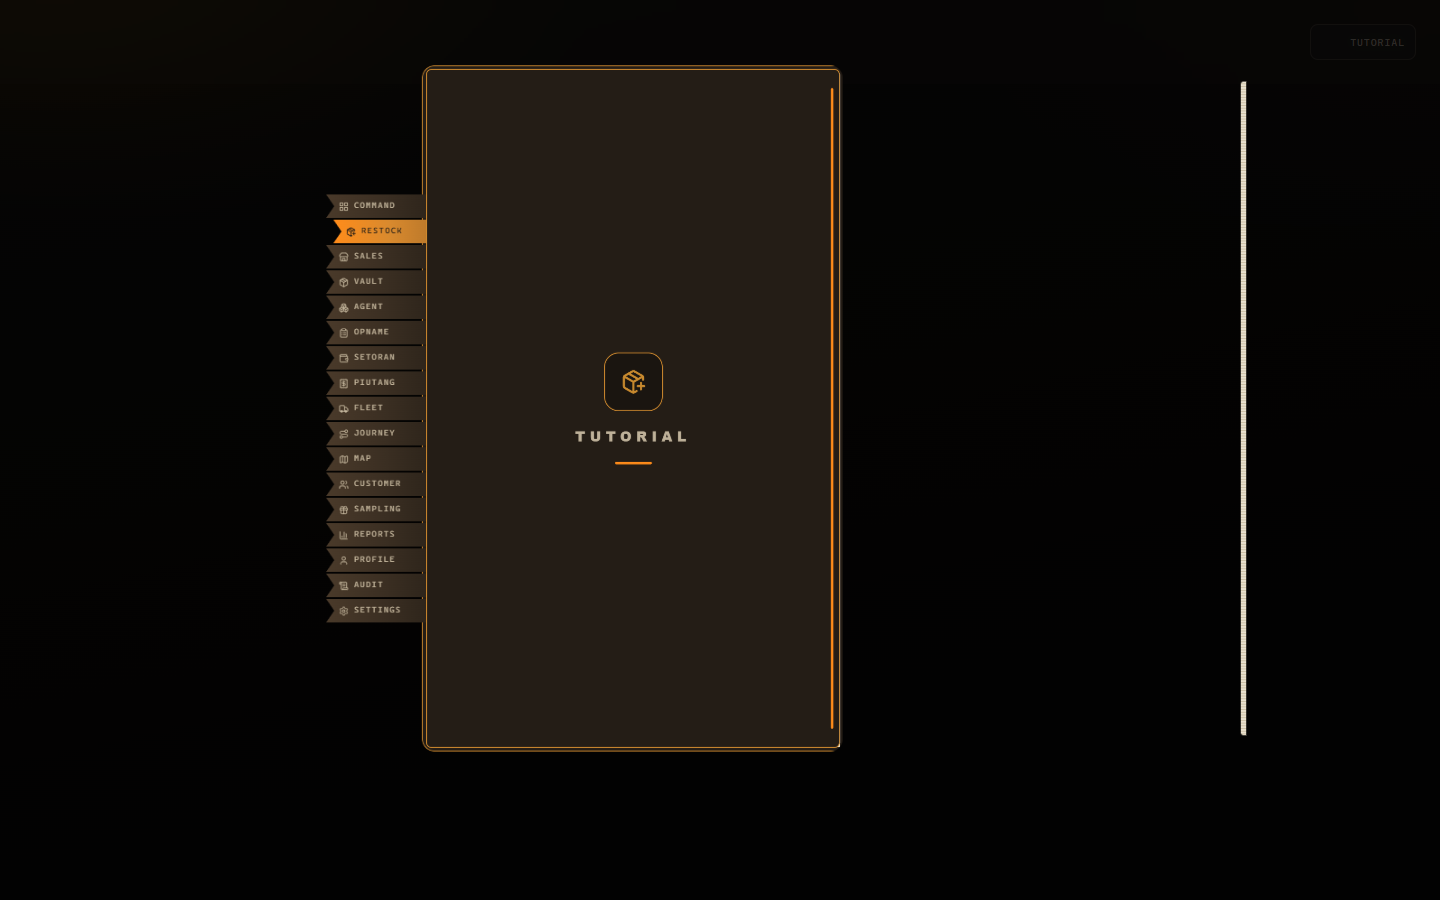 TUTORIAL
COMMAND
RESTOCK
SALES
VAULT
AGENT
OPNAME
SETORAN
PIUTANG
FLEET
JOURNEY
MAP
CUSTOMER
SAMPLING
REPORTS
PROFILE
AUDIT
SETTINGS
TUTORIAL